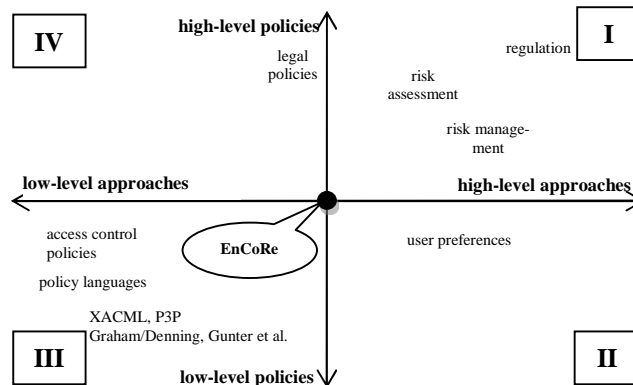 IV
high-level policies
I
legal
policies
regulation
risk
assessment
risk manage-
ment
low-level approaches
high-level approaches
access control
policies
EnCoRe
user preferences
policy languages
XACML, P3P
Graham/Denning, Gunter et al.
III
II
low-level policies